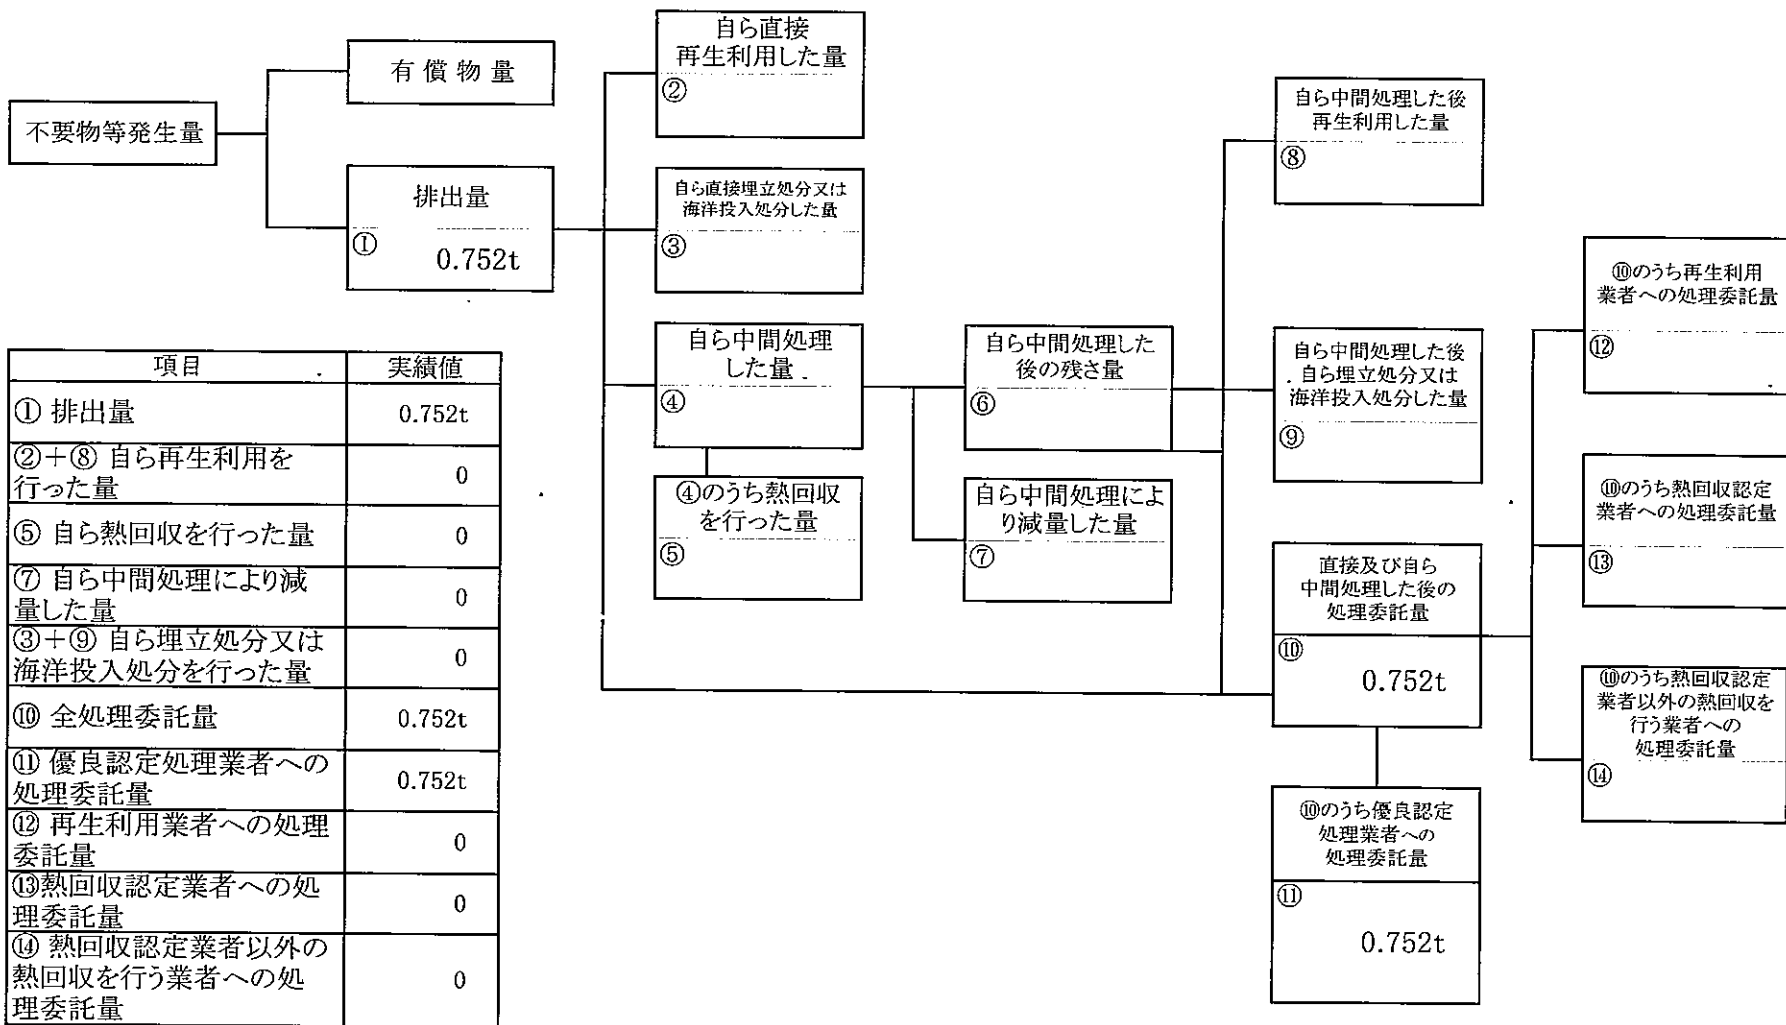 不要物等発生量
有償物量
排出量
①
0.752t
自ら直接
再生利用した量
②
自ら直接埋立処分又は
海洋投入処分した量
③
自ら中間処理
した量
④
④のうち熱回収
を行った量
⑤
自ら中間処理した
後の残さ量
⑥
自ら中間処理によ
り減量した量
⑦
自ら中間処理した後
再生利用した量
⑧
自ら中間処理した後
自ら埋立処分又は
海洋投入処分した量
⑨
直接及び自ら
中間処理した後の
処理委託量
⑩
0.752t
⑩のうち優良認定
処理業者への
処理委託量
⑪
0.752t
⑩のうち再生利用
業者への処理委託量
⑫
⑩のうち熱回収認定
業者への処理委託量
⑬
⑩のうち熱回収認定
業者以外の熱回収を
行う業者への
処理委託量
⑭
項目 実績値
① 排出量 0.752t
②+⑧ 自ら再生利用を
行った量 0
⑤ 自ら熱回収を行った量 0
⑦ 自ら中間処理により減
量した量 0
③+⑨ 自ら埋立処分又は
海洋投入処分を行った量 0
⑩ 全処理委託量 0.752t
⑪ 優良認定処理業者への
処理委託量 0.752t
⑫ 再生利用業者への処理
委託量 0
⑬熱回収認定業者への処
理委託量 0
⑭ 熱回収認定業者以外の
熱回収を行う業者への処
理委託量 0